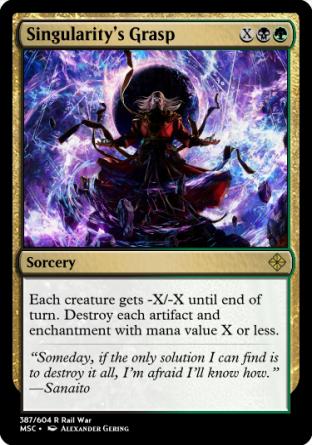 Singularity's Grasp X
Sorcery
Each creature gets -X/-X until end of
turn. Destroy each artifact and
enchantment with mana value X or less.
“Someday, if the only solution I can find is
to destroy it all, I'm afraid I'll know how.”
—Sanaito
387/604 R Rail War
MSC • ALEXANDER GERING